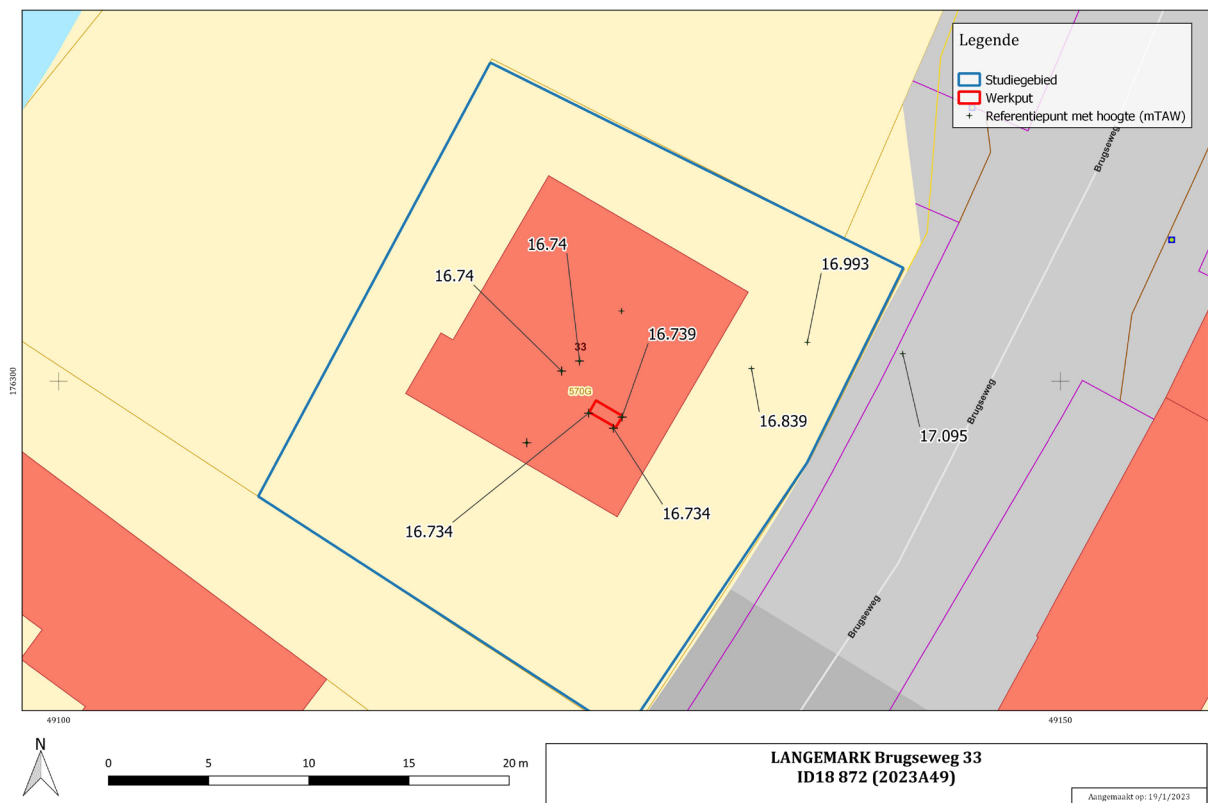 Legende
Studiegebied
Werkput
Referentiepunt met hoogte (mTAW)
Brugseweg
16.74
16.993
16.74
16.739
33
176300
570G
16.839
Brugseweg
17.095
16.734
16.734
Brugseweg
49100
49150
N
0 5 10 15 20 m
LANGEMARK Brugseweg 33
ID18 872 (2023A49)
Aangemaakt op: 19/1/2023